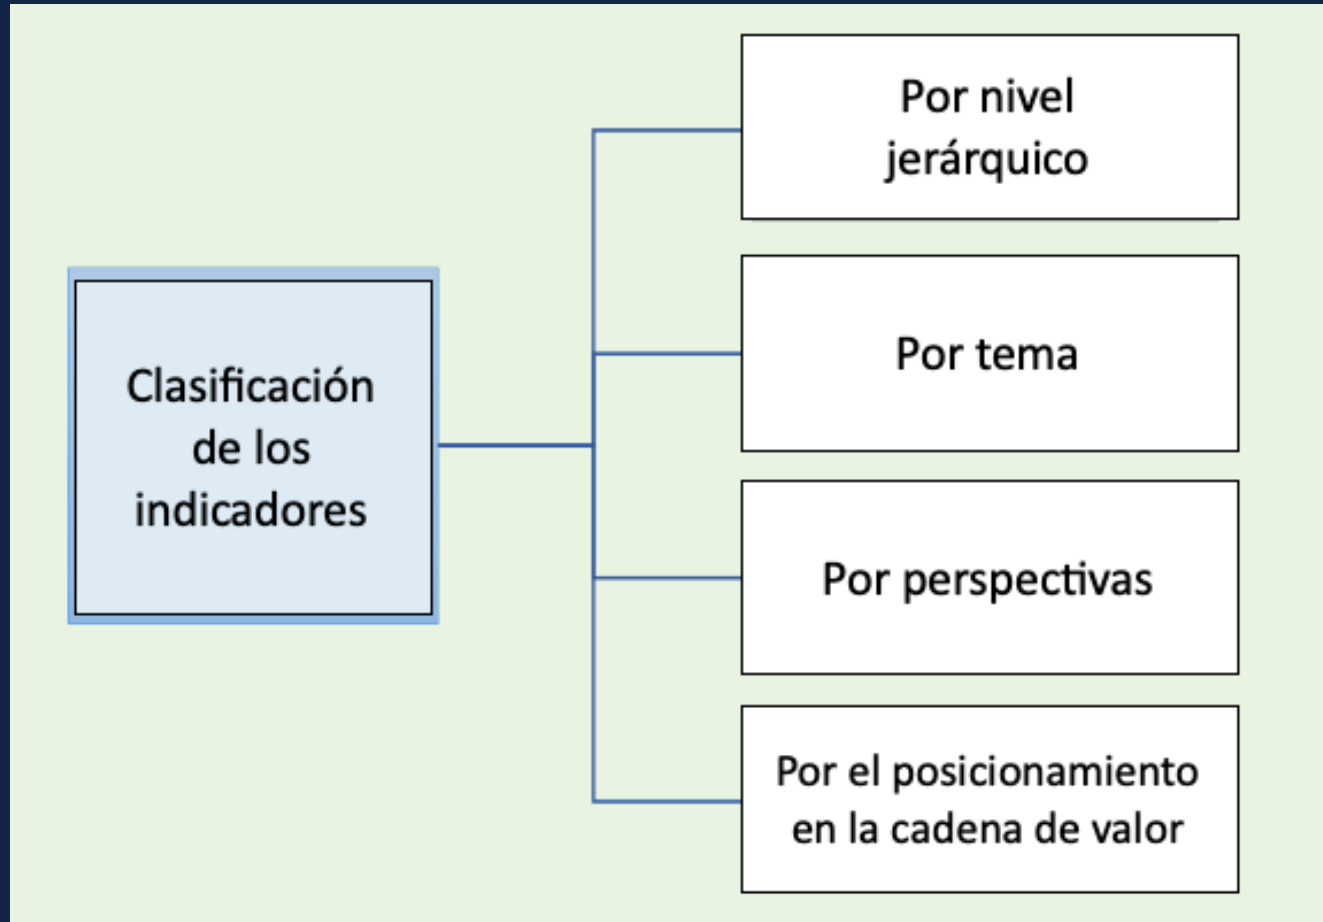 Clasificación
de los
indicadores
Por nivel
jerárquico
Por tema
Por perspectivas
Por el posicionamiento
en la cadena de valor